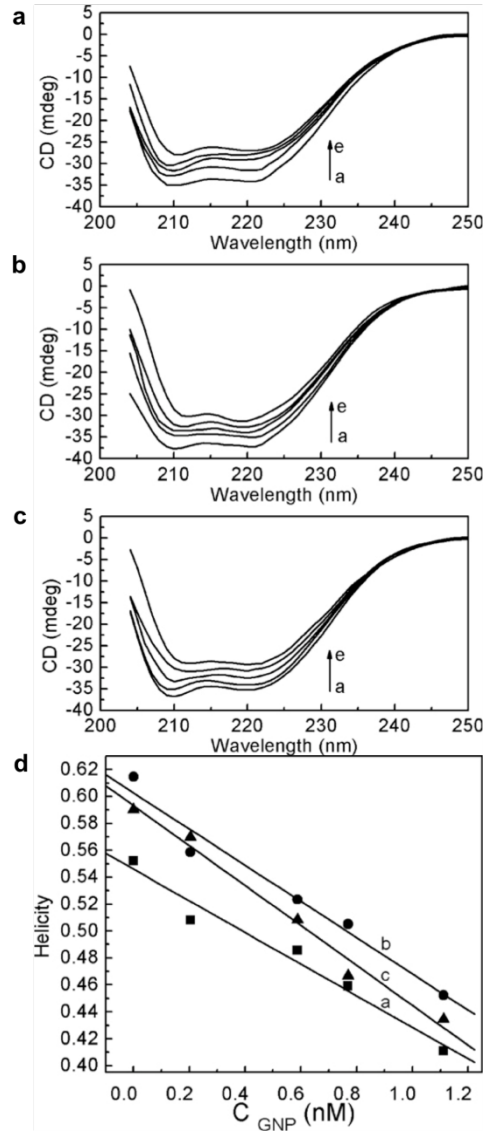 a
5
0
-5
-10
-15
-20
-25
-30
-35
-40
CD (mdeg)
e
a
200 210 220 230 240 250
Wavelength (nm)
b
5
0
-5
-10
-15
-20
-25
-30
-35
-40
CD (mdeg)
e
a
200 210 220 230 240 250
Wavelength (nm)
c
5
0
-5
-10
-15
-20
-25
-30
-35
-40
CD (mdeg)
e
a
200 210 220 230 240 250
Wavelength (nm)
d
0.62
0.60
0.58
0.56
0.54
0.52
0.50
0.48
0.46
0.44
0.42
0.40
Helicity
b
c
a
0.0 0.2 0.4 0.6 0.8 1.0 1.2
C GNP (nM)